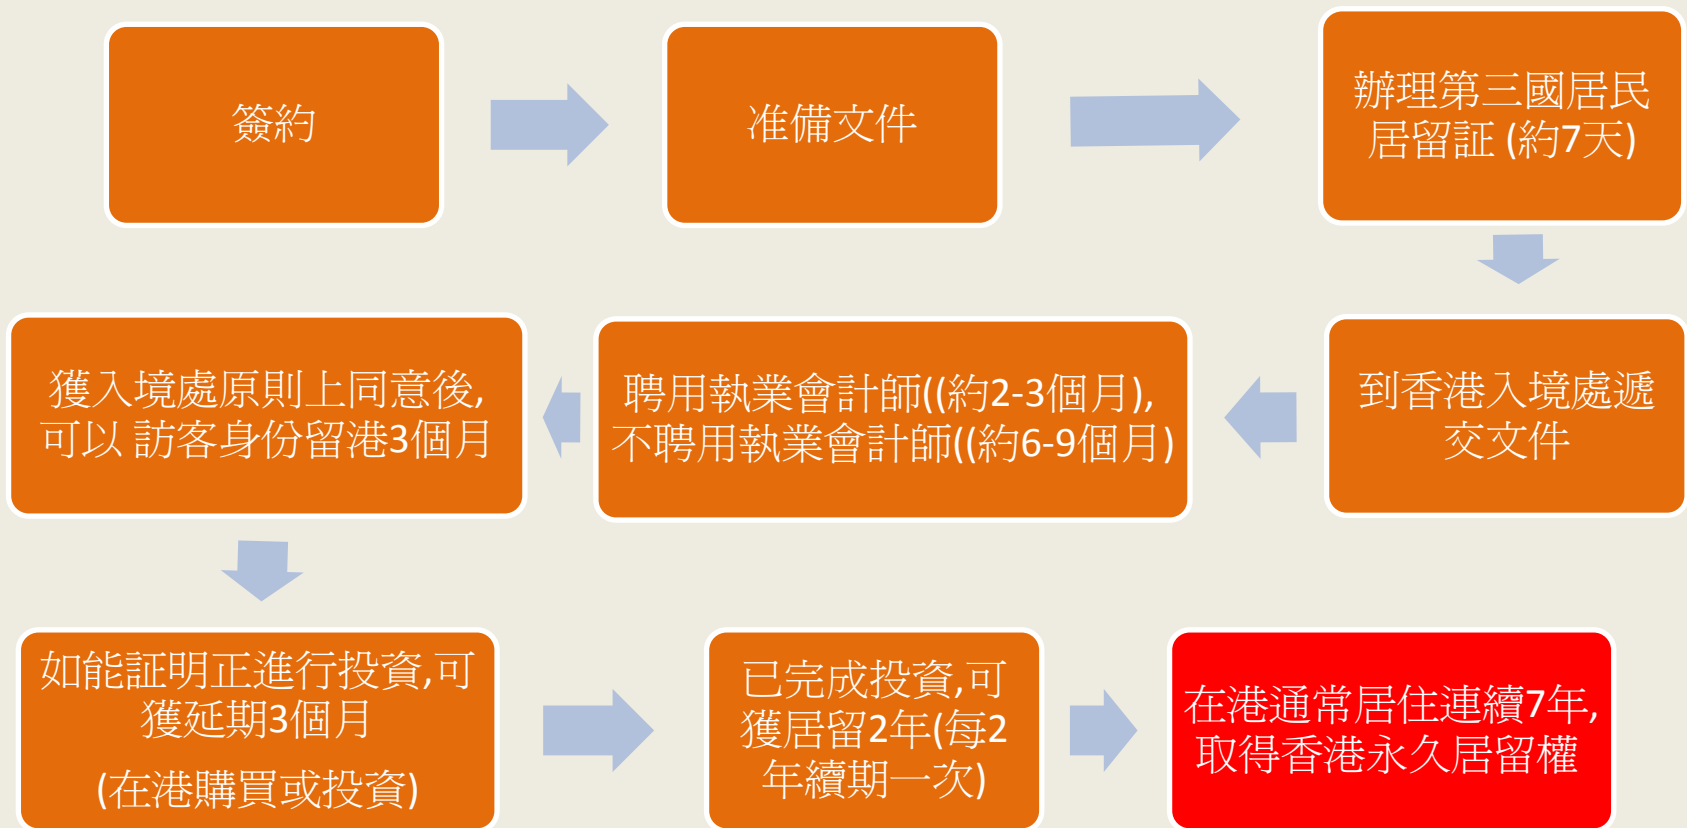 簽約
准備文件
辦理第三國居民
居留証 (約7天)
到香港入境處遞
交文件
聘用執業會計師((約2-3個月),
不聘用執業會計師((約6-9個月)
獲入境處原則上同意後,
可以 訪客身份留港3個月
如能証明正進行投資,可
獲延期3個月
(在港購買或投資)
已完成投資,可
獲居留2年(每2
年續期一次)
在港通常居住連續7年,
取得香港永久居留權